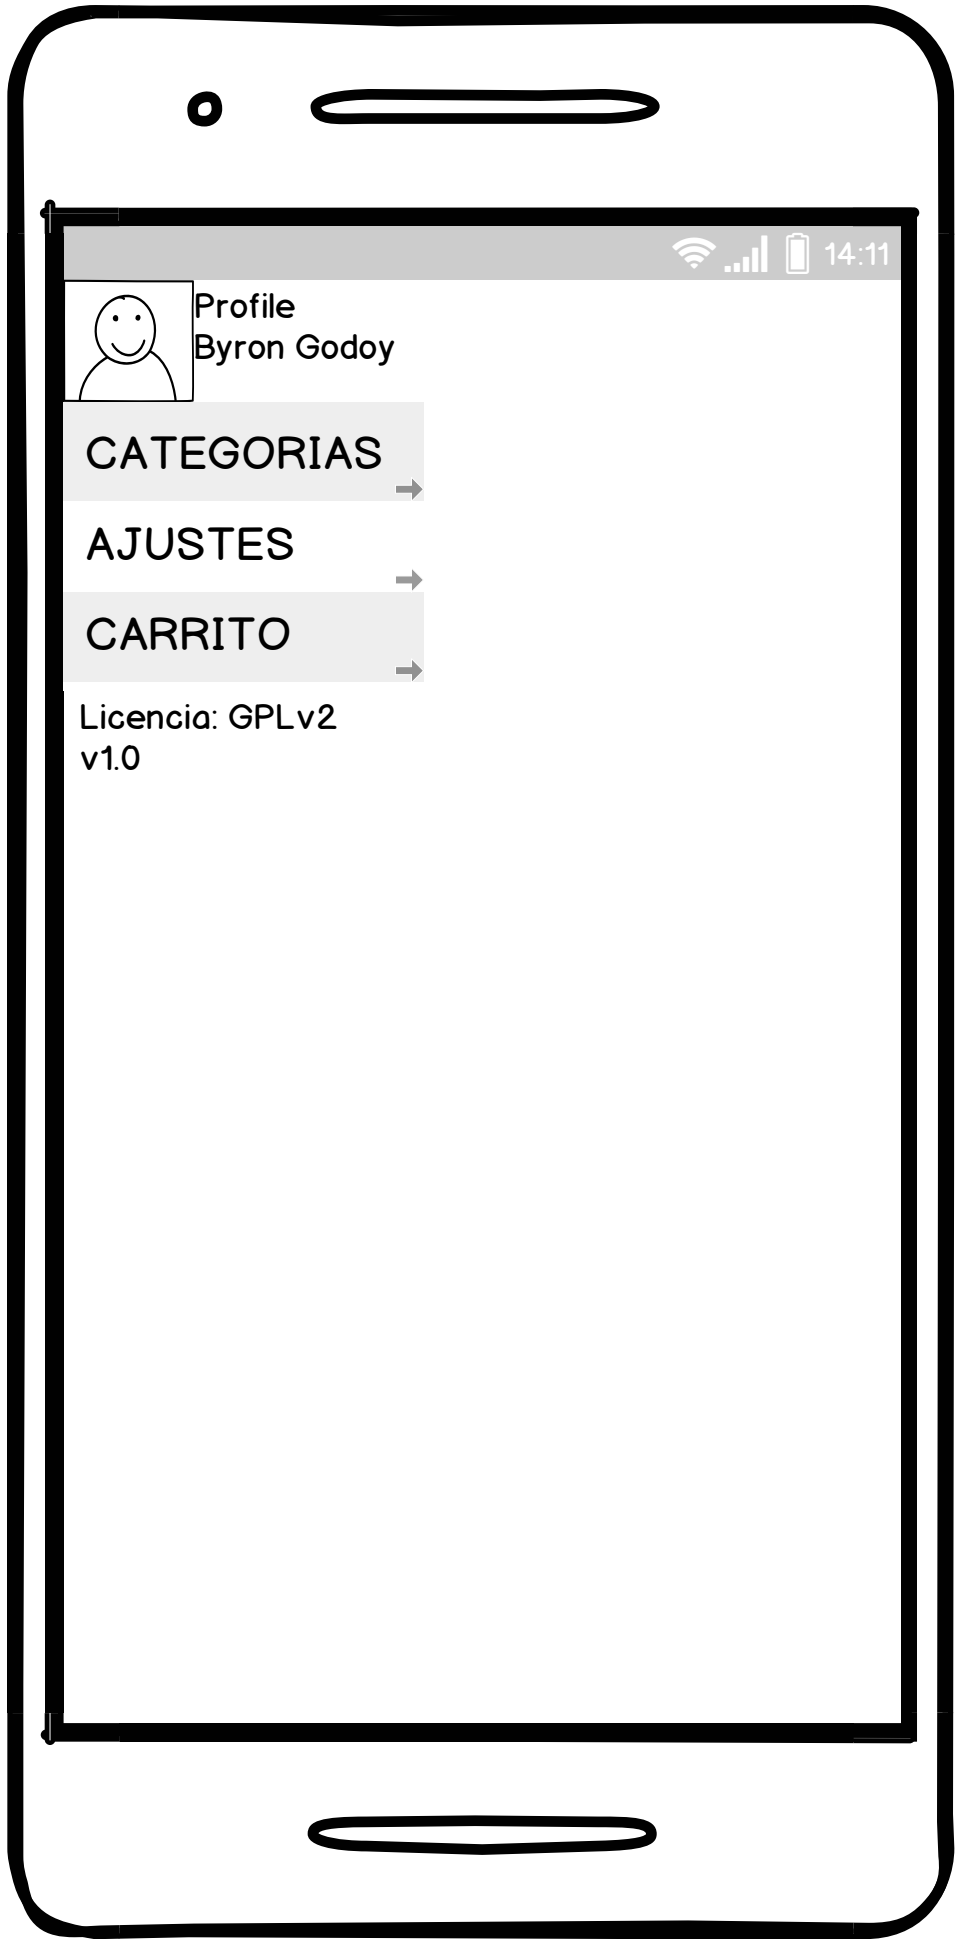 14:11
Profile
Byron Godoy
CATEGORIAS
AJUSTES
CARRITO
Licencia: GPLv2
v1.0